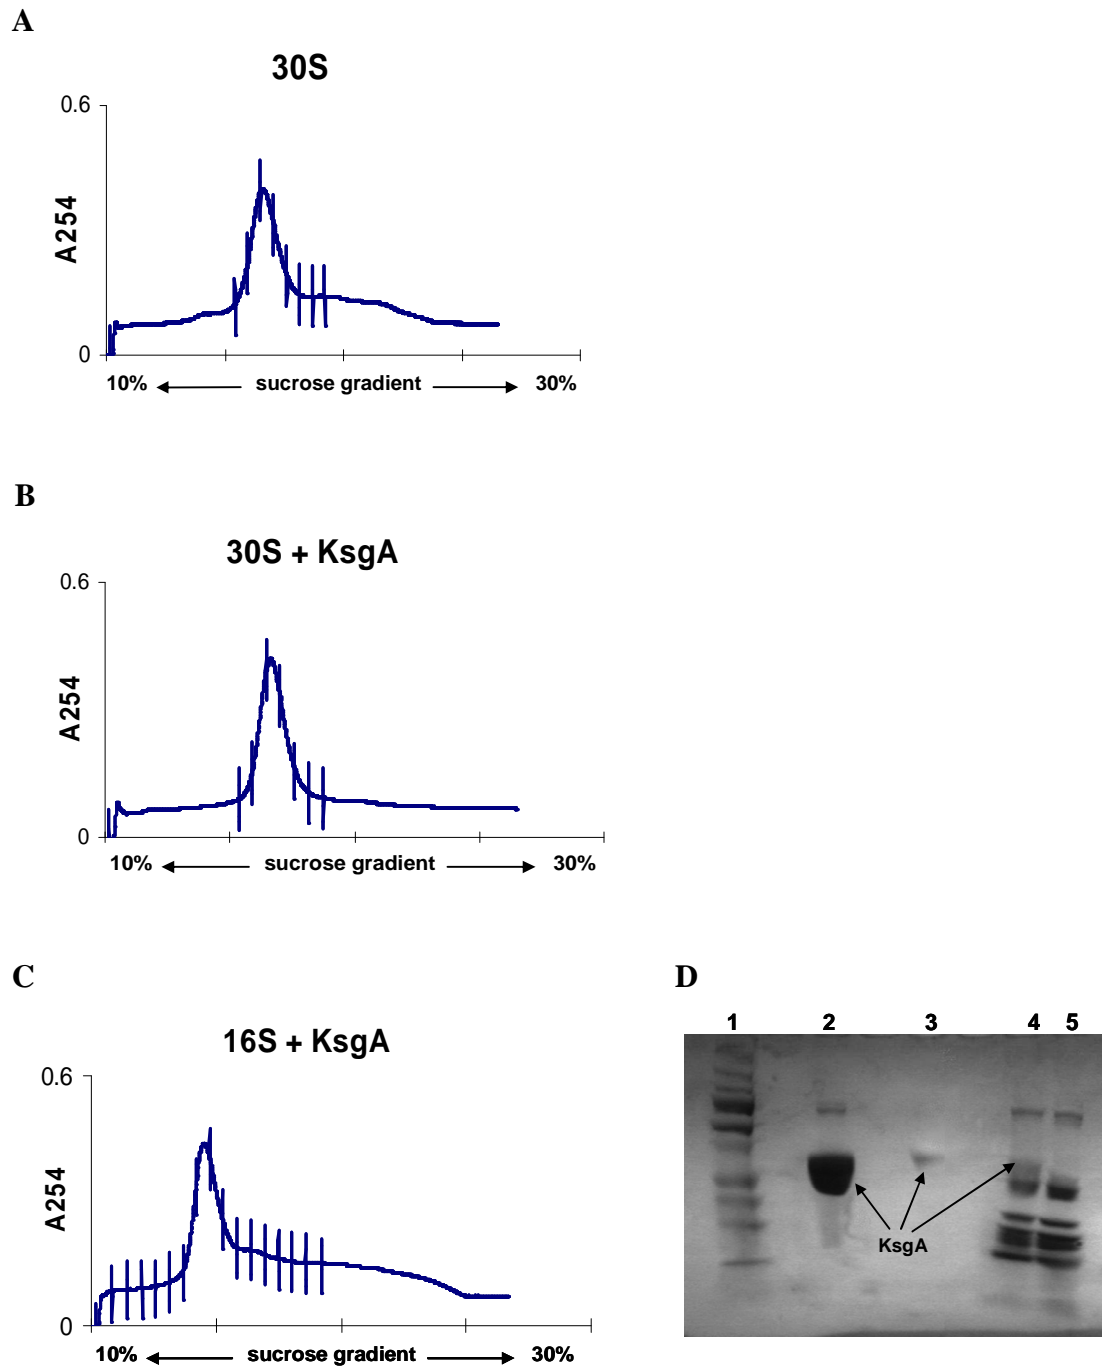 A
30S
0.6
A254
0
10% sucrose gradient 30%
B
30S + KsgA
0.6
A254
0
10% sucrose gradient 30%
C
16S + KsgA
0.6
A254
0
10% sucrose gradient 30%
D
1 2 3 4 5
KsgA